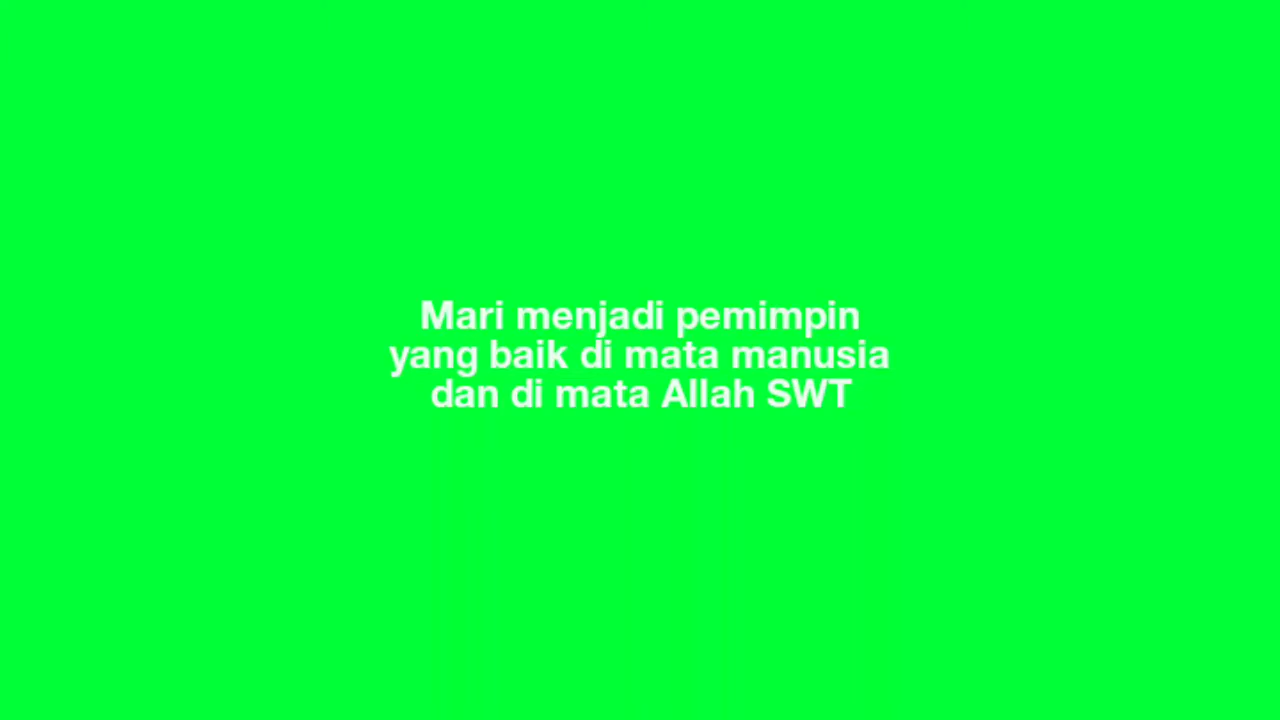 Mari menjadi pemimpin
yang baik di mata manusia
dan di mata Allah SWT